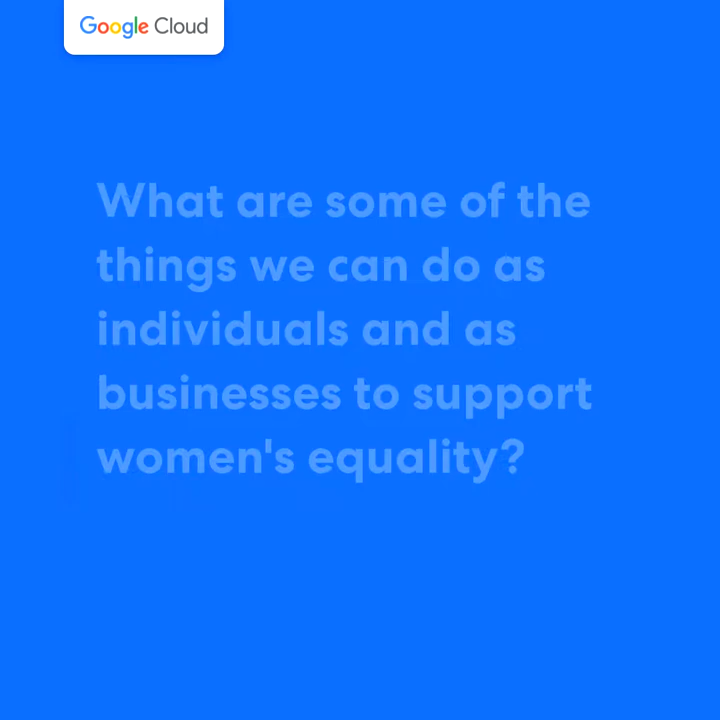 Google Cloud
What are some of the
things we can do as
individuals and as
businesses to support
women's equality?